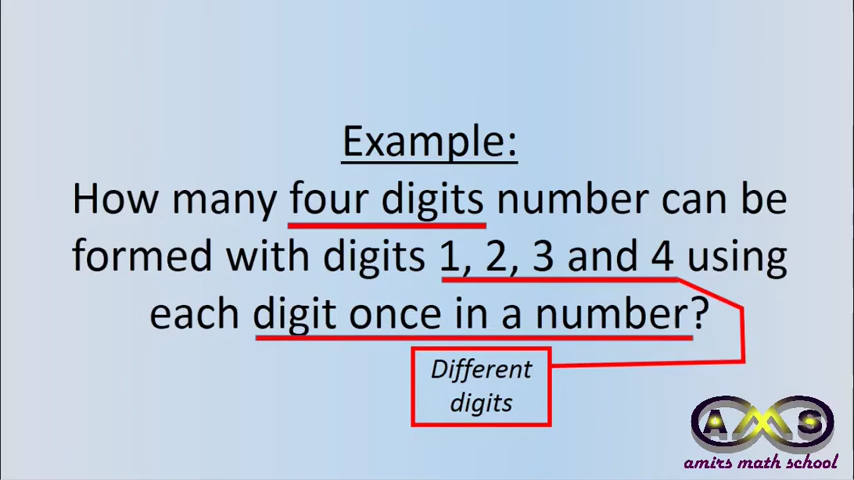 Example:
How many four digits number can be
formed with digits 1, 2, 3 and 4 using
each digit once in a number?
Different
digits
AMS
amirs math school